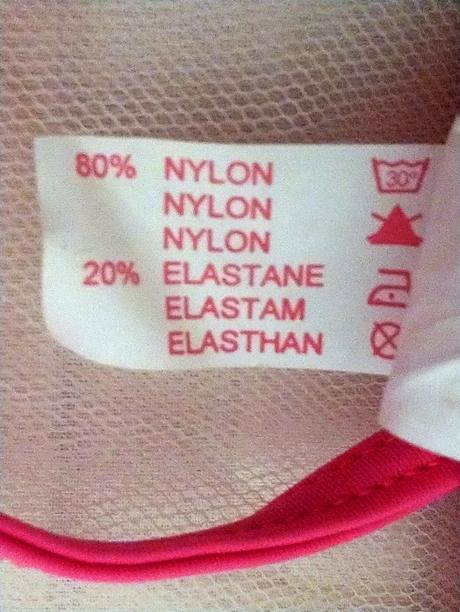 80% NYLON 30°
NYLON
NYLON
20% ELASTANE
ELASTAM
ELASTHAN